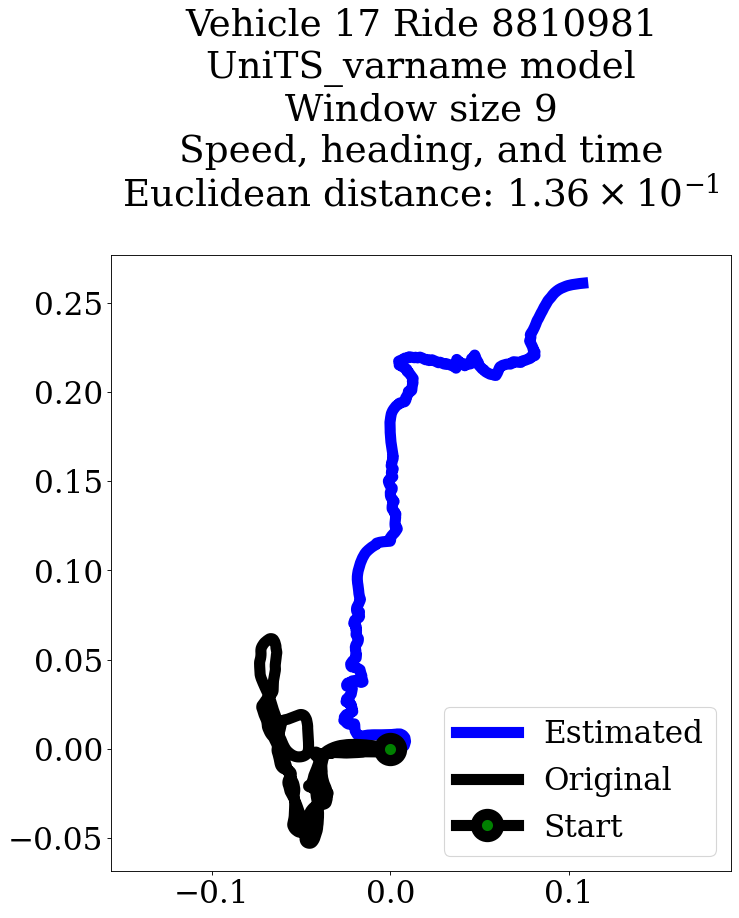 Vehicle 17 Ride 8810981
UniTS_varname model
Window size 9
Speed, heading, and time
Euclidean distance: 1.36 × 10⁻¹
0.25
0.20
0.15
0.10
0.05
0.00
−0.05
−0.1
0.0
0.1
Estimated
Original
Start